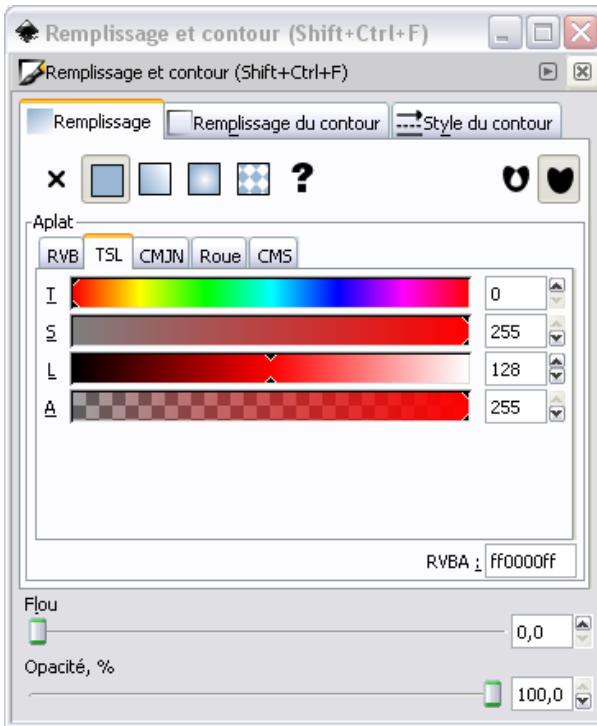 Remplissage et contour (Shift+Ctrl+F)
Remplissage et contour (Shift+Ctrl+F)
Remplissage Remplissage du contour Style du contour
?
Aplat
RVB TSL CMJN Roue CMS
T 0
S 255
L 128
A 255
RVBA : ff0000ff
Flou
0,0
Opacité, %
100,0